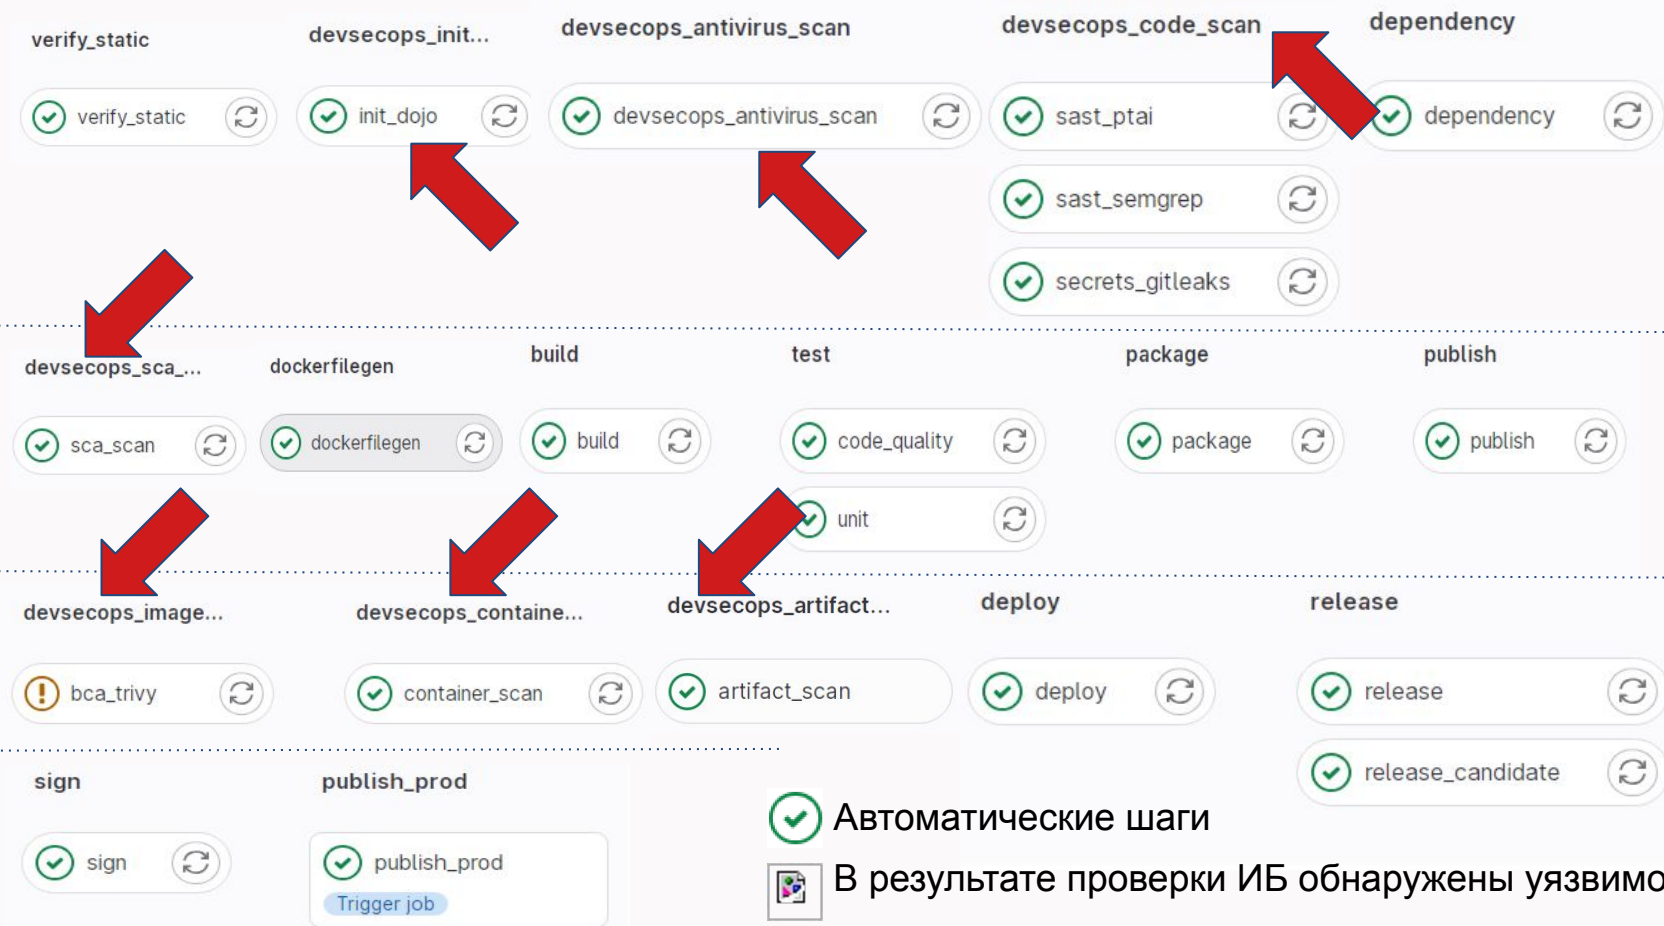 verify_static
devsecops_init...
devsecops_antivirus_scan
devsecops_code_scan
dependency
verify_static
init_dojo
devsecops_antivirus_scan
sast_ptai
dependency
sast_semgrep
secrets_gitleaks
devsecops_sca_...
dockerfilegen
build
test
package
publish
sca_scan
dockerfilegen
build
code_quality
package
publish
unit
devsecops_image...
devsecops_containe...
devsecops_artifact...
deploy
release
bca_trivy
container_scan
artifact_scan
deploy
release
release_candidate
sign
publish_prod
sign
publish_prod
Trigger job
Автоматические шаги
В результате проверки ИБ обнаружены уязвимо